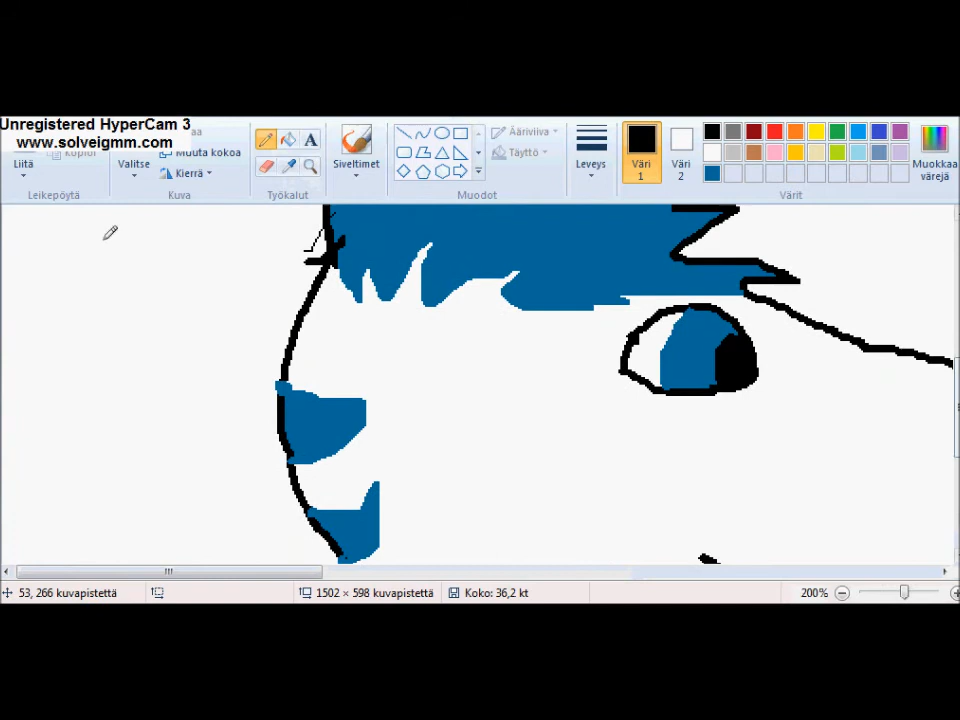 Unregistered HyperCam 3
www.solveigmm.com
Liitä
Kopioi
Leikepöytä
Valitse
Muuta kokoa
Kierrä
Kuva
A
Työkalut
Siveltimet
Ääriviiva
Täyttö
Muodot
Leveys
Väri
1
Väri
2
Muokkaa
värejä
Värit
53, 266 kuvapistettä
1502 × 598 kuvapistettä
Koko: 36,2 kt
200%